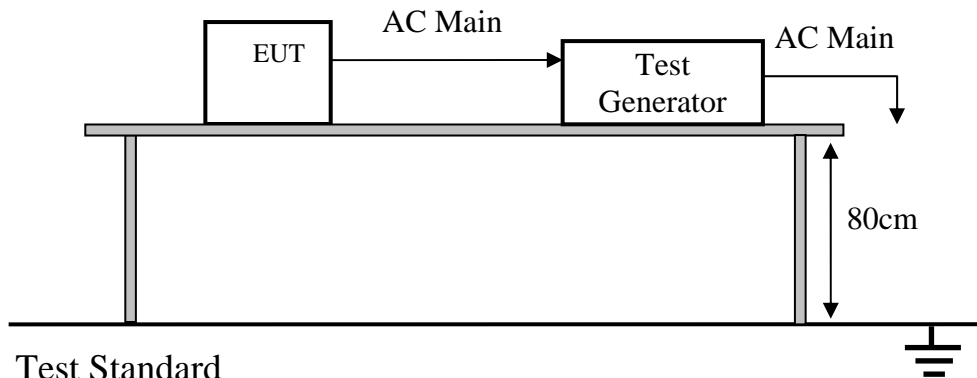 AC Main
AC Main
EUT
Test
Generator
80cm
Test Standard